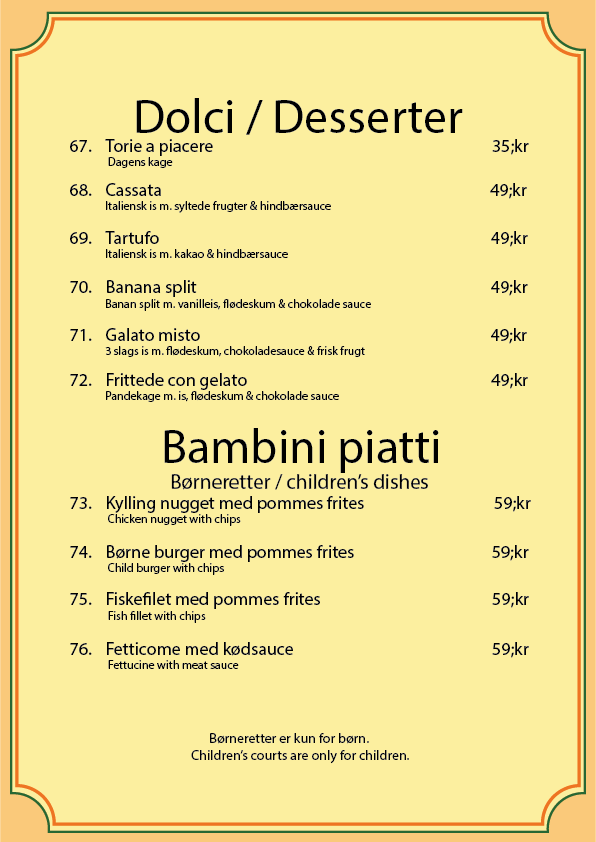 Dolci / Desserter
67. Torie a piacere 35;kr
Dagens kage
68. Cassata 49;kr
Italiensk is m. syltede frugter & hindbærsauce
69. Tartufo 49;kr
Italiensk is m. kakao & hindbærsauce
70. Banana split 49;kr
Banan split m. vanilleis, flødeskum & chokolade sauce
71. Galato misto 49;kr
3 slags is m. flødeskum, chokoladesauce & frisk frugt
72. Frittede con gelato 49;kr
Pandekage m. is, flødeskum & chokolade sauce
Bambini piatti
Børneretter / children's dishes
73. Kylling nugget med pommes frites 59;kr
Chicken nugget with chips
74. Børne burger med pommes frites 59;kr
Child burger with chips
75. Fiskefilet med pommes frites 59;kr
Fish fillet with chips
76. Fetticome med kødsauce 59;kr
Fettucine with meat sauce
Børneretter er kun for børn.
Children's courts are only for children.